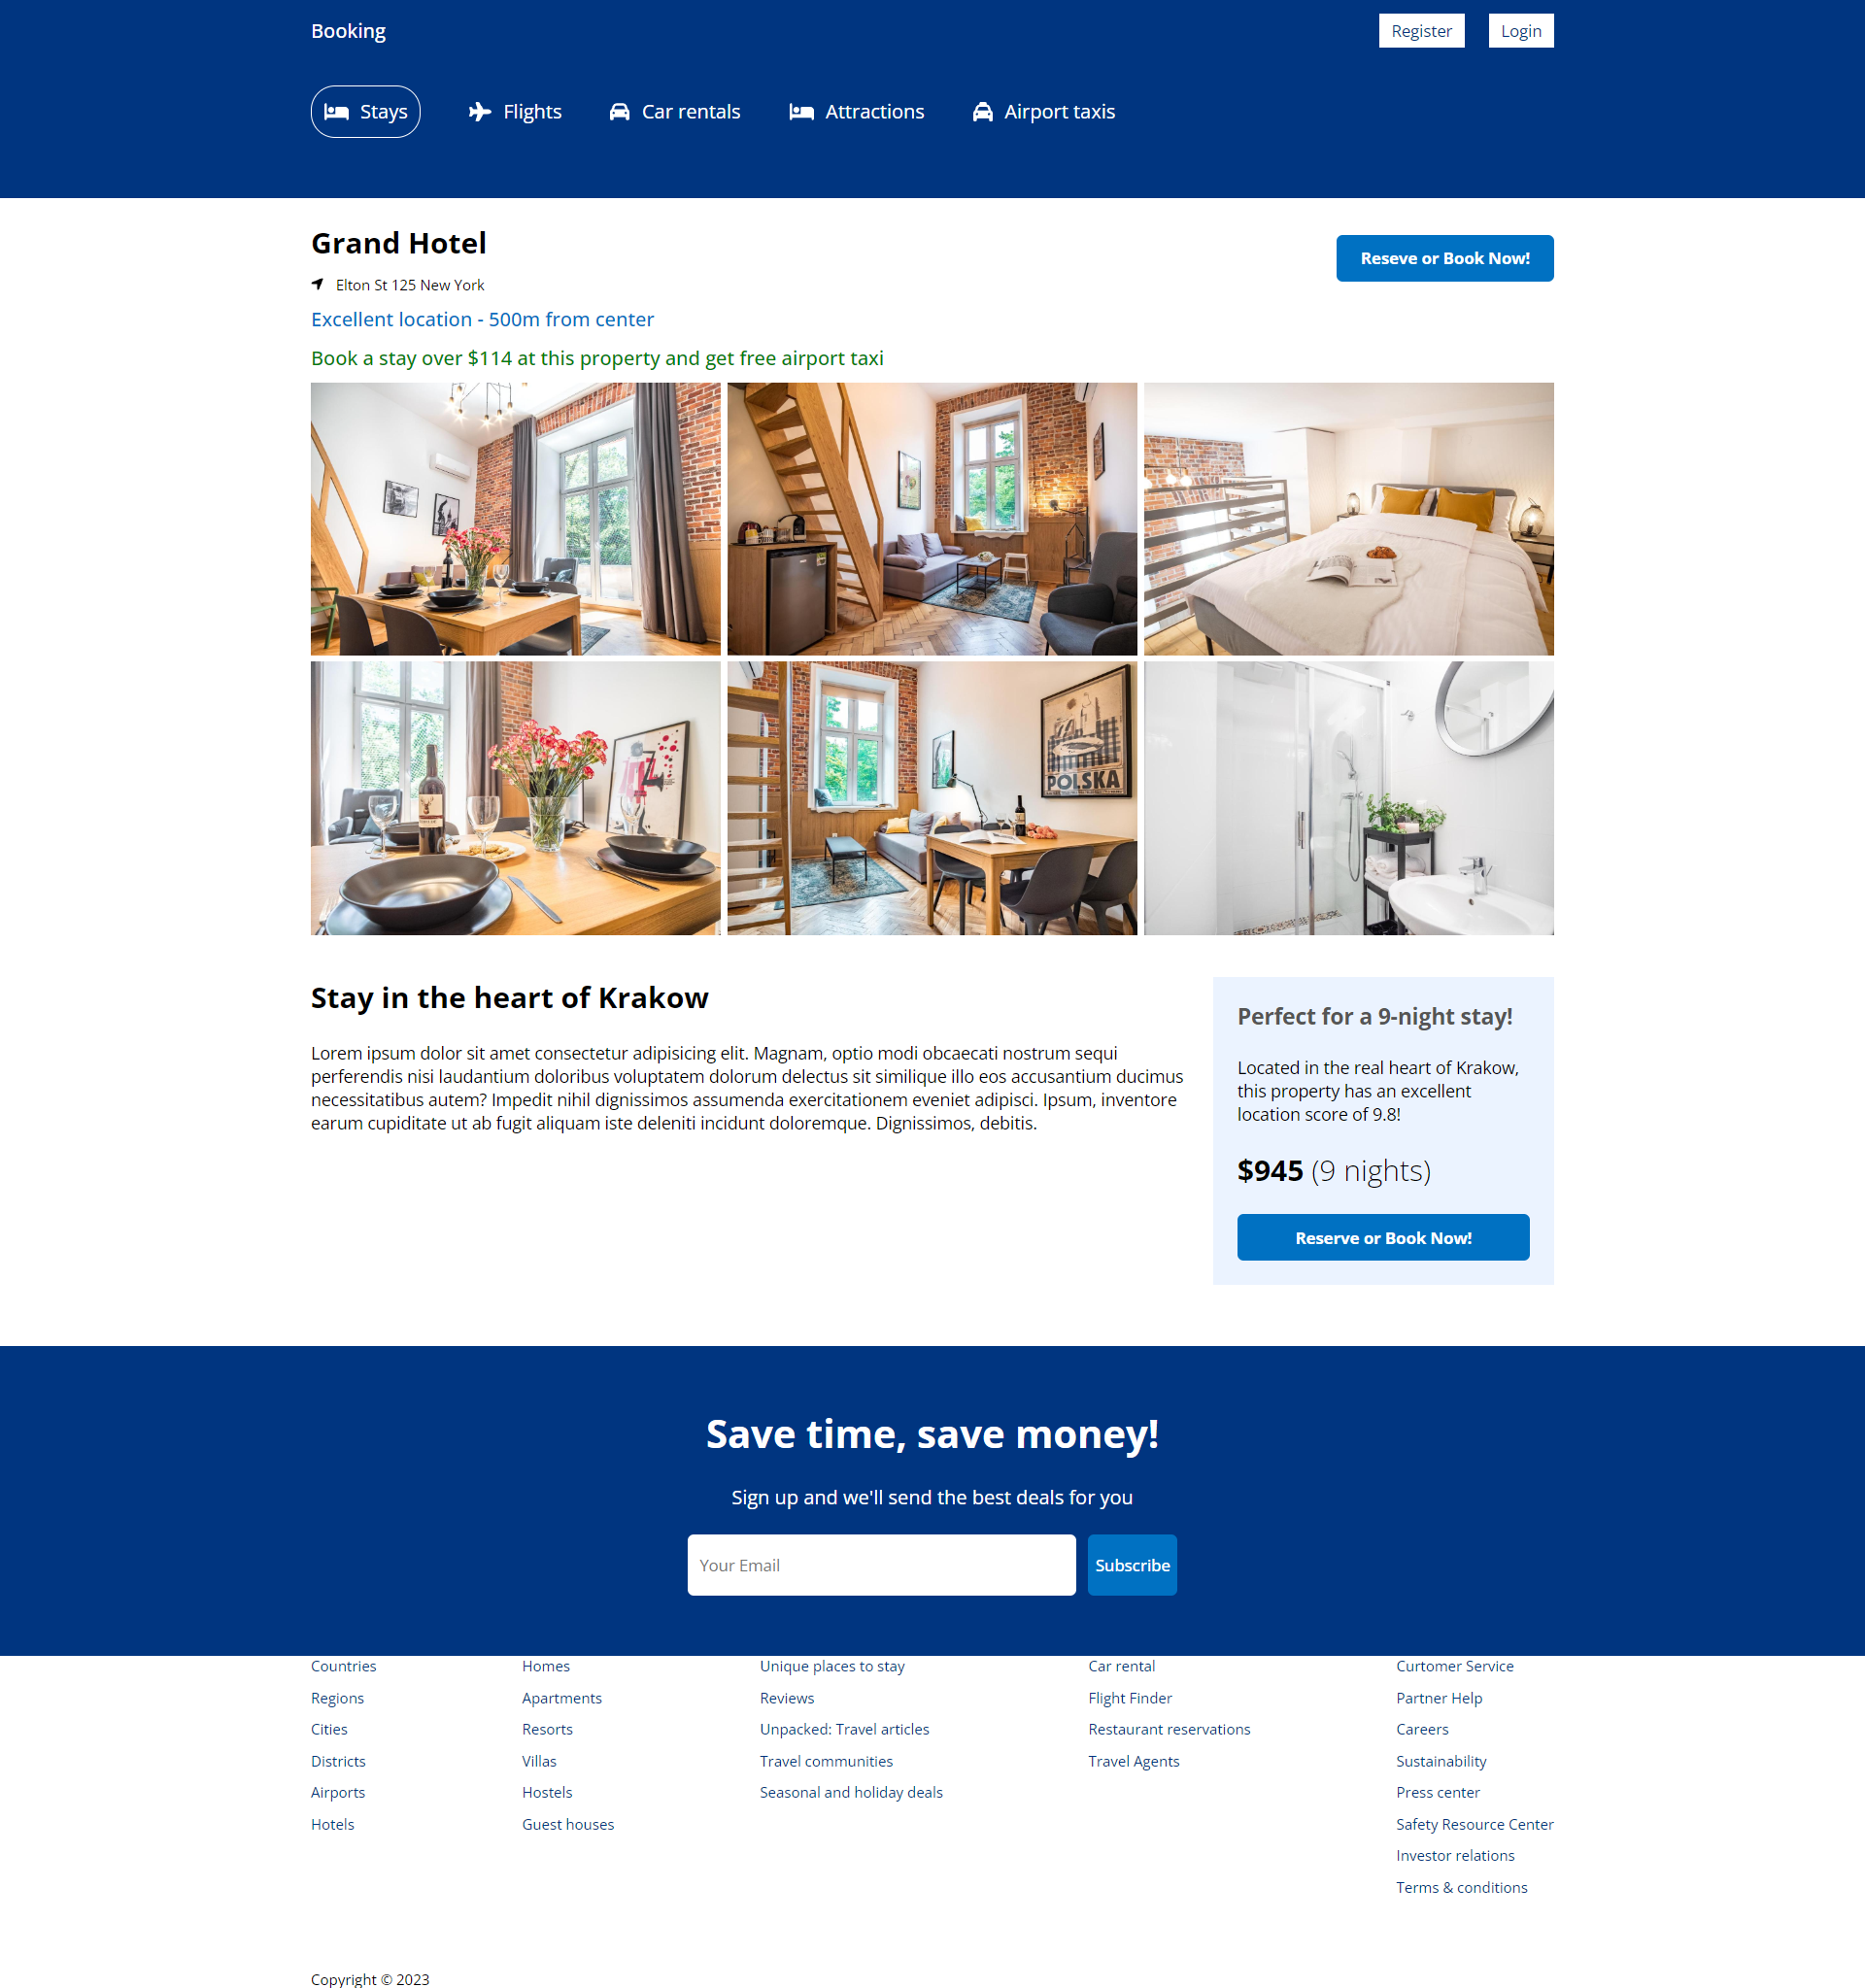 Booking
Register
Login
Stays
Flights
Car rentals
Attractions
Airport taxis
Grand Hotel
Reseve or Book Now!
Elton St 125 New York
Excellent location - 500m from center
Book a stay over $114 at this property and get free airport taxi
POLSKA
Stay in the heart of Krakow
Lorem ipsum dolor sit amet consectetur adipisicing elit. Magnam, optio modi obcaecati nostrum sequi
perferendis nisi laudantium doloribus voluptatem dolorum delectus sit similique illo eos accusantium ducimus
necessitatibus autem? Impedit nihil dignissimos assumenda exercitationem eveniet adipisci. Ipsum, inventore
earum cupiditate ut ab fugit aliquam iste deleniti incidunt doloremque. Dignissimos, debitis.
Perfect for a 9-night stay!
Located in the real heart of Krakow,
this property has an excellent
location score of 9.8!
$945 (9 nights)
Reserve or Book Now!
Save time, save money!
Sign up and we'll send the best deals for you
Your Email
Subscribe
Countries
Regions
Cities
Districts
Airports
Hotels
Homes
Apartments
Resorts
Villas
Hostels
Guest houses
Unique places to stay
Reviews
Unpacked: Travel articles
Travel communities
Seasonal and holiday deals
Car rental
Flight Finder
Restaurant reservations
Travel Agents
Curtomer Service
Partner Help
Careers
Sustainability
Press center
Safety Resource Center
Investor relations
Terms & conditions
Copyright © 2023